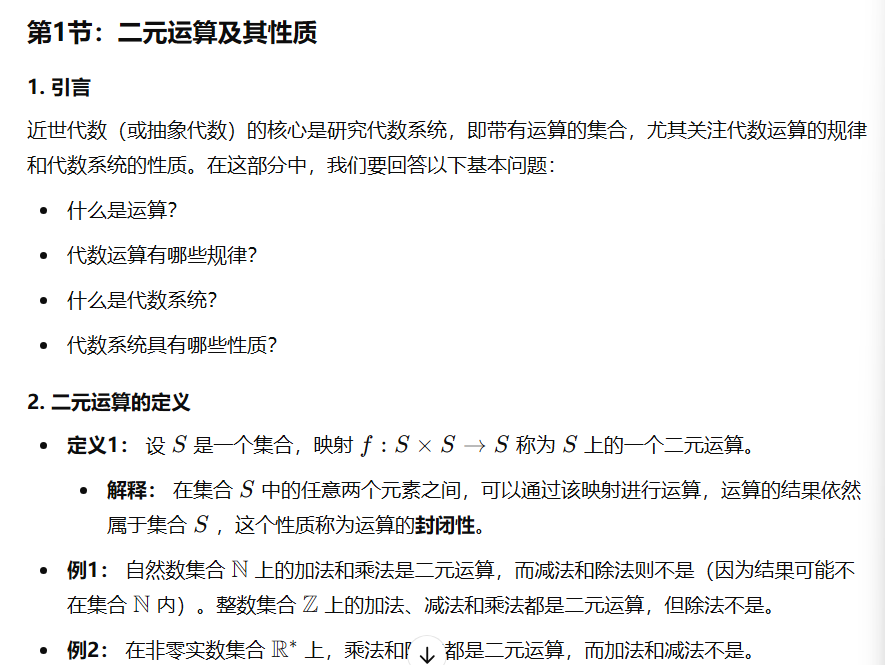 第1节：二元运算及其性质
1. 引言
近世代数（或抽象代数）的核心是研究代数系统，即带有运算的集合，尤其关注代数运算的规律
和代数系统的性质。在这部分中，我们要回答以下基本问题：
• 什么是运算？
• 代数运算有哪些规律？
• 什么是代数系统？
• 代数系统具有哪些性质？
2. 二元运算的定义
• 定义1： 设 S 是一个集合，映射 f : S × S → S 称为 S 上的一个二元运算。
• 解释： 在集合 S 中的任意两个元素之间，可以通过该映射进行运算，运算的结果依然
属于集合 S ，这个性质称为运算的封闭性。
• 例1： 自然数集合 ℕ 上的加法和乘法是二元运算，而减法和除法则不是（因为结果可能不
在集合 ℕ 内）。整数集合 ℤ 上的加法、减法和乘法都是二元运算，但除法不是。
• 例2： 在非零实数集合 ℝ* 上，乘法和 都是二元运算，而加法和减法不是。